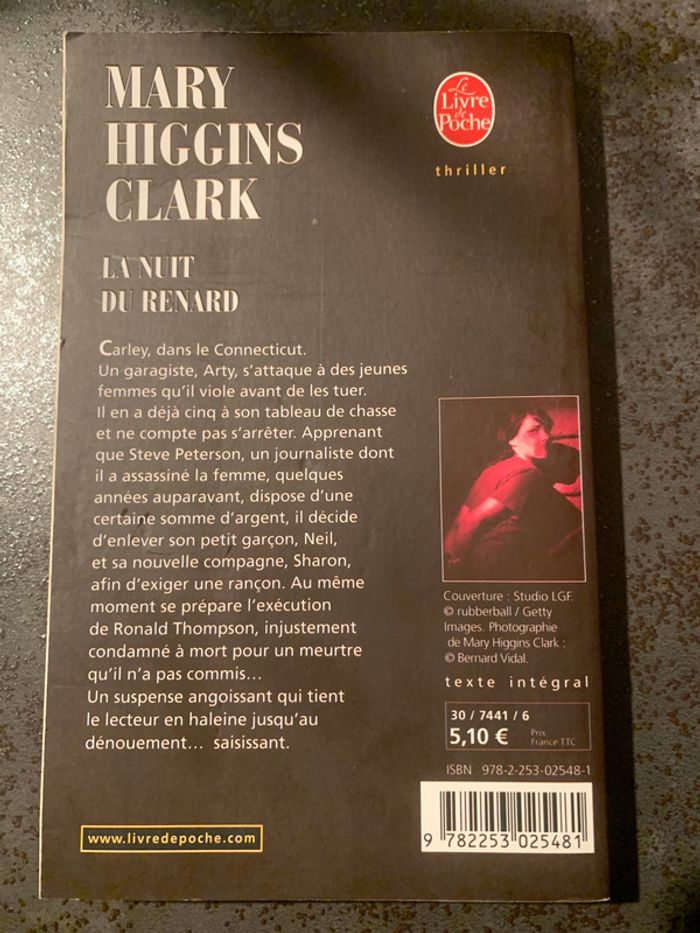 MARY
HIGGINS
CLARK
Le
Livre
de
Poche
thriller
LA NUIT
DU RENARD
Carley, dans le Connecticut.
Un garagiste, Arty, s'attaque à des jeunes
femmes qu'il viole avant de les tuer.
Il en a déjà cinq à son tableau de chasse
et ne compte pas s'arrêter. Apprenant
que Steve Peterson, un journaliste dont
il a assassiné la femme, quelques
années auparavant, dispose d'une
certaine somme d'argent, il décide
d'enlever son petit garçon, Neil,
et sa nouvelle compagne, Sharon,
afin d'exiger une rançon. Au même
moment se prépare l'exécution
de Ronald Thompson, injustement
condamné à mort pour un meurtre
qu'il n'a pas commis...
Un suspense angoissant qui tient
le lecteur en haleine jusqu'au
dénouement... saisissant.
www.livredepoche.com
Couverture : Studio LGF.
© rubberball / Getty
Images. Photographie
de Mary Higgins Clark :
© Bernard Vidal.
texte intégral
30 / 7441 / 6
5,10 € Prix
France TTC
ISBN 978-2-253-02548-1
9 782253 025481